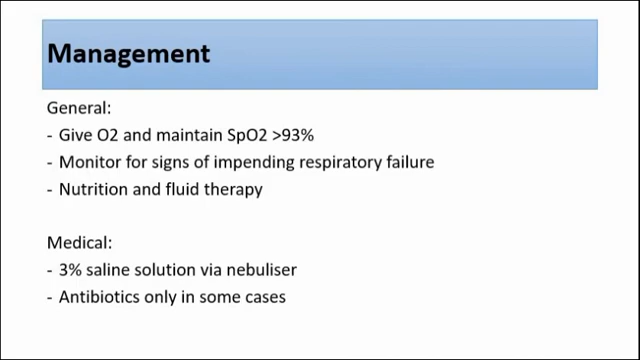 Management
General:
- Give O2 and maintain SpO2 >93%
- Monitor for signs of impending respiratory failure
- Nutrition and fluid therapy
Medical:
- 3% saline solution via nebuliser
- Antibiotics only in some cases